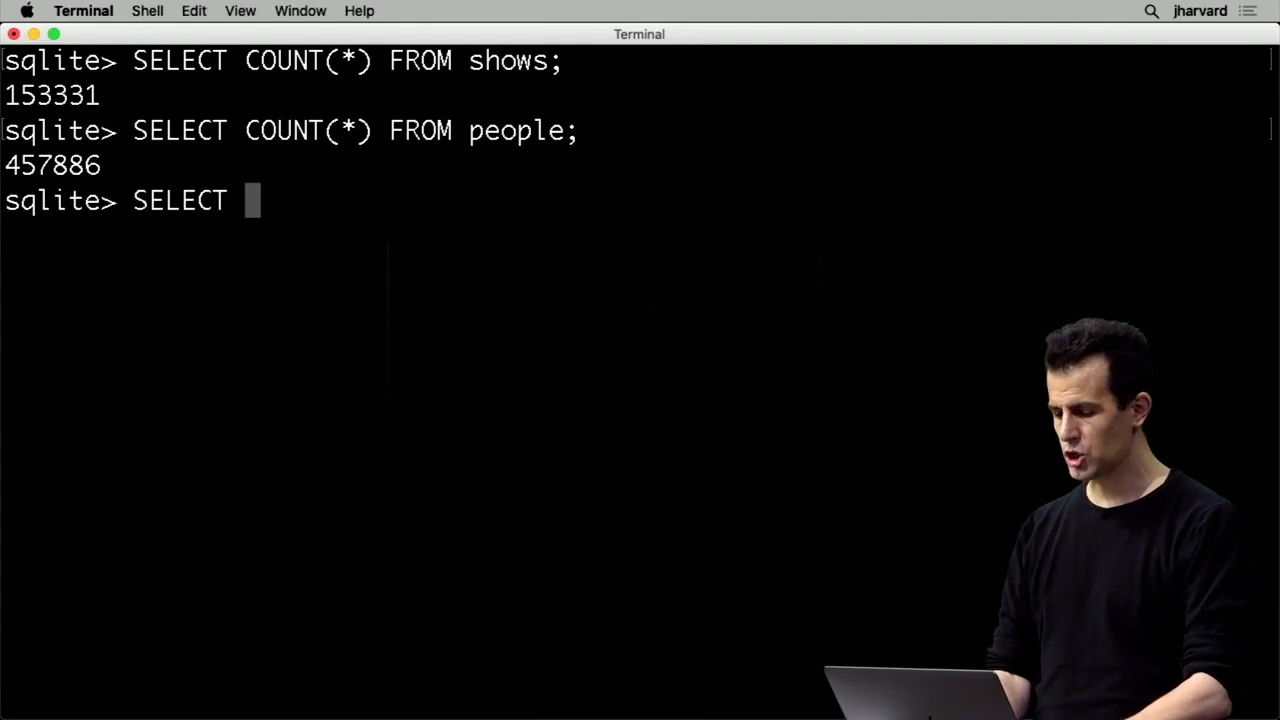 Terminal Shell Edit View Window Help jharvard
Terminal
sqlite> SELECT COUNT(*) FROM shows;
153331
sqlite> SELECT COUNT(*) FROM people;
457886
sqlite> SELECT